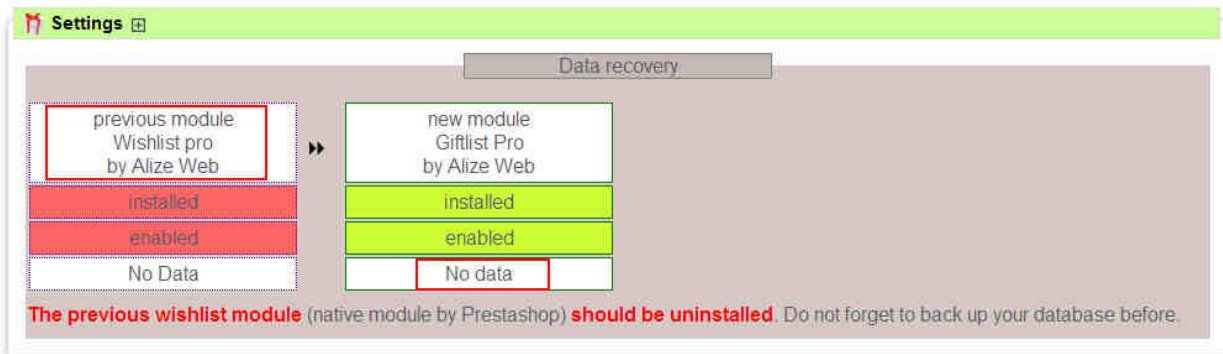 Settings
Data recovery
previous module
Wishlist pro
by Alize Web
new module
Giftlist Pro
by Alize Web
installed
installed
enabled
enabled
No Data
No data
The previous wishlist module (native module by Prestashop) should be uninstalled. Do not forget to back up your database before.